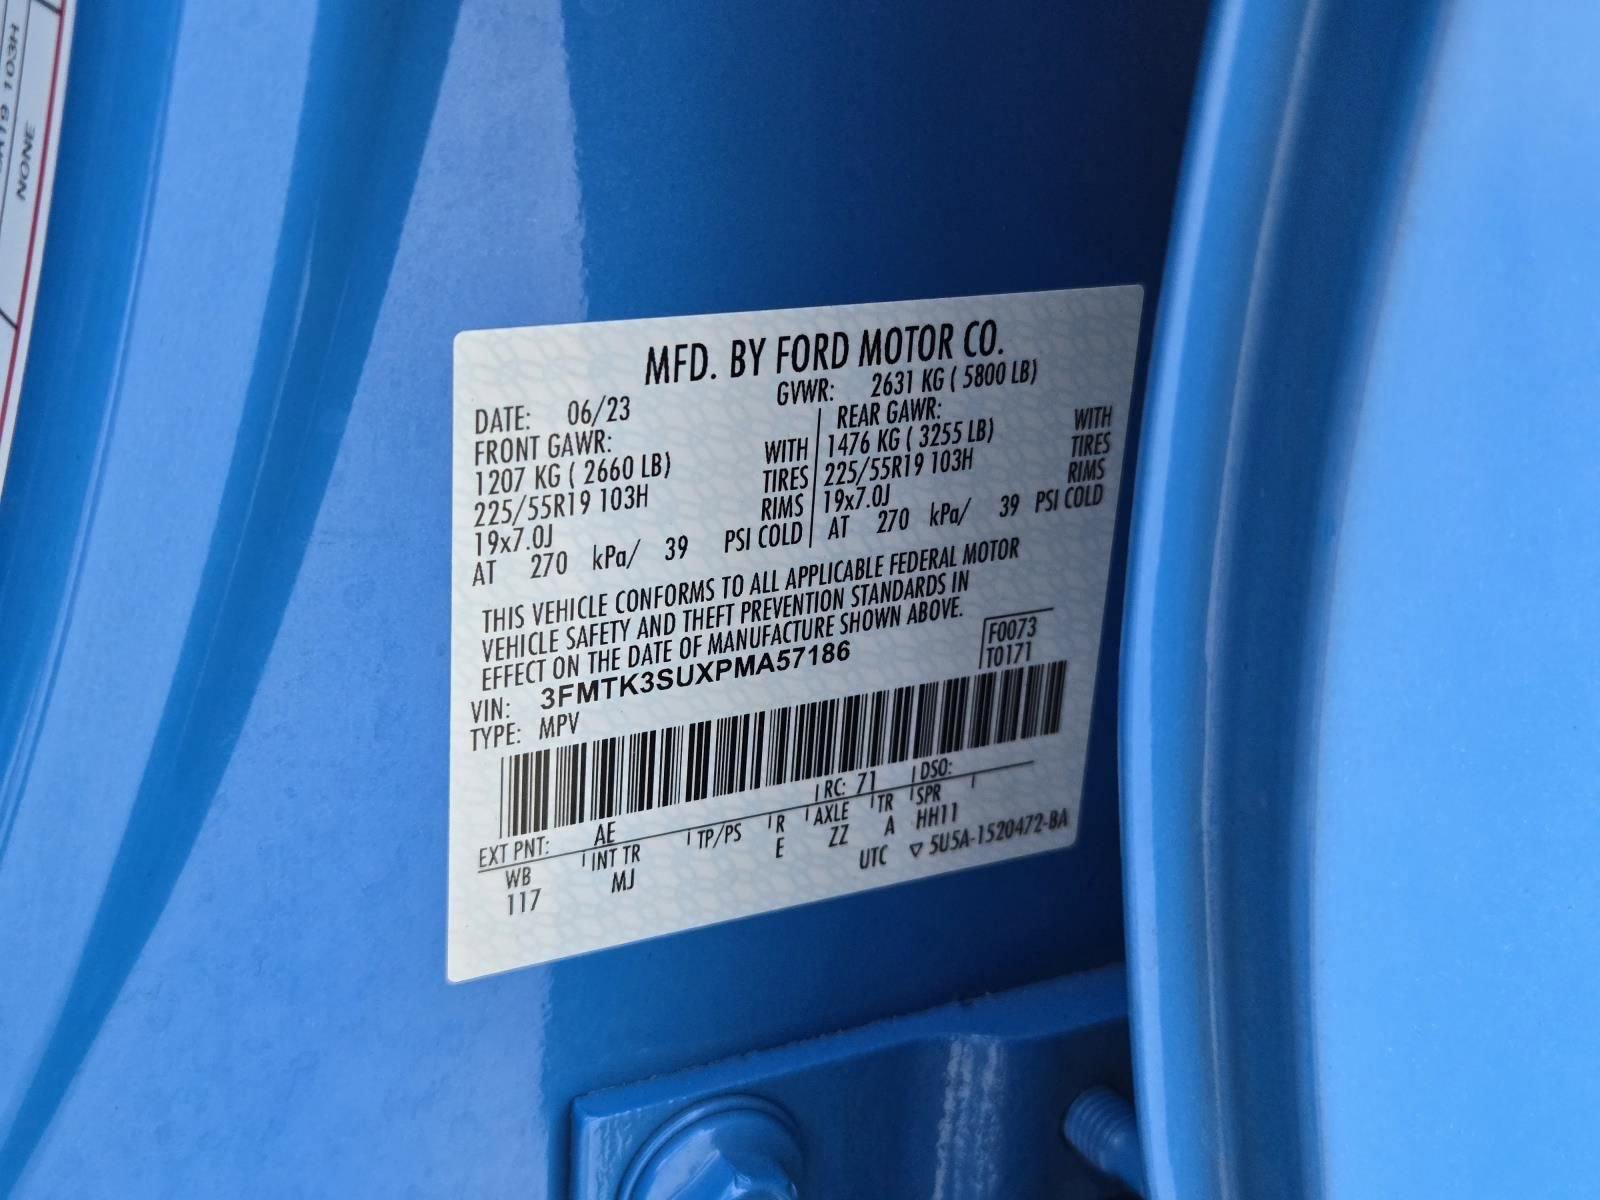 103H
NONE
MFD. BY FORD MOTOR CO.
DATE: 06/23 GVWR: 2631 KG ( 5800 LB)
FRONT GAWR: REAR GAWR:
1207 KG ( 2660 LB) WITH 1476 KG ( 3255 LB) WITH
225/55R19 103H TIRES 225/55R19 103H TIRES
19x7.0J RIMS 19x7.0J RIMS
AT 270 kPa/ 39 PSI COLD AT 270 kPa/ 39 PSI COLD
THIS VEHICLE CONFORMS TO ALL APPLICABLE FEDERAL MOTOR
VEHICLE SAFETY AND THEFT PREVENTION STANDARDS IN
EFFECT ON THE DATE OF MANUFACTURE SHOWN ABOVE.
F0073
VIN: 3FMTK3SUXPMA57186 T0171
TYPE: MPV
EXT PNT: AE RC: 71 DSO:
WB INT TR TP/PS R AXLE TR SPR
117 MJ E ZZ A HH11
UTC ▽ 5U5A-1520472-BA